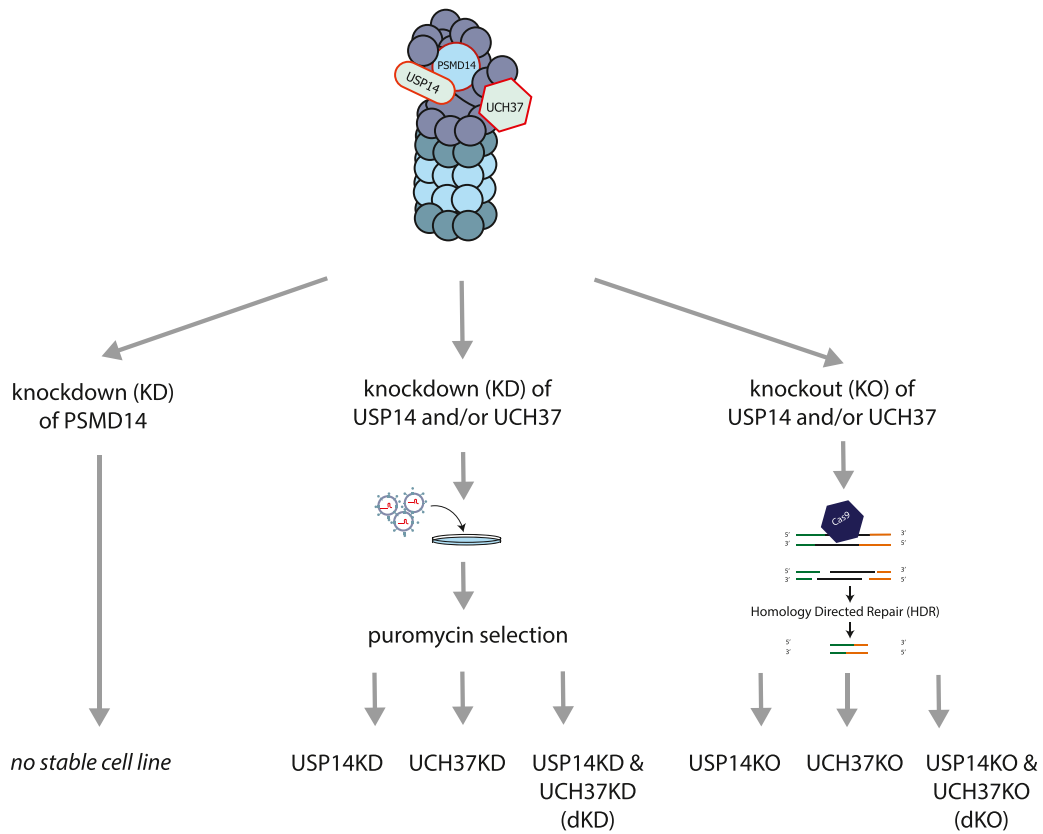 PSMD14
USP14
UCH37
knockdown (KD)
of PSMD14
knockdown (KD) of
USP14 and/or UCH37
knockout (KO) of
USP14 and/or UCH37
Cas9
5’ 3’
3’ 5’
5’ 3’
3’ 5’
Homology Directed Repair (HDR)
5’ 3’
3’ 5’
puromycin selection
no stable cell line
USP14KD
UCH37KD
USP14KD &
UCH37KD
(dKD)
USP14KO
UCH37KO
USP14KO &
UCH37KO
(dKO)